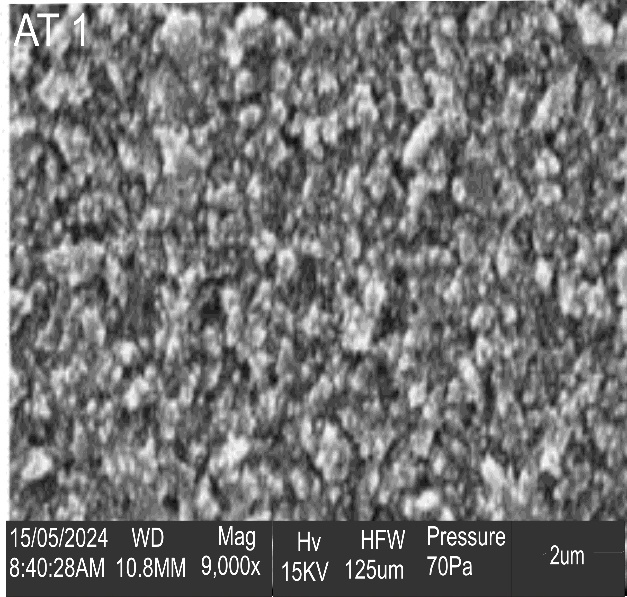 AT 1
15/05/2024 WD Mag Hv HFW Pressure 2um
8:40:28AM 10.8MM 9,000x 15KV 125um 70Pa